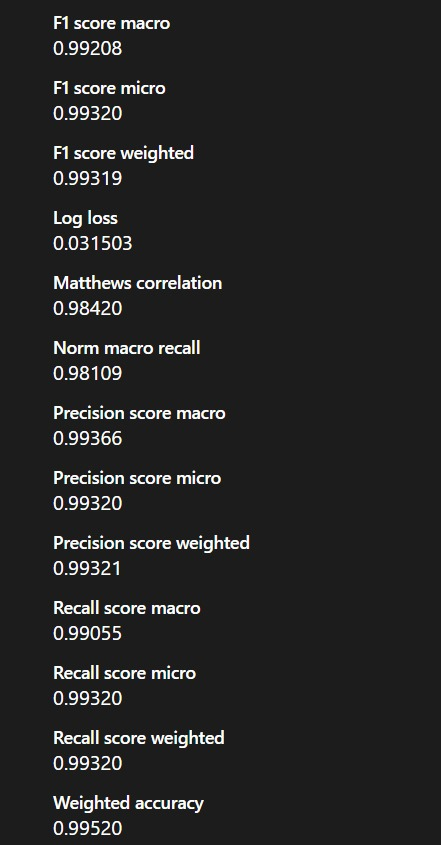 F1 score macro
0.99208
F1 score micro
0.99320
F1 score weighted
0.99319
Log loss
0.031503
Matthews correlation
0.98420
Norm macro recall
0.98109
Precision score macro
0.99366
Precision score micro
0.99320
Precision score weighted
0.99321
Recall score macro
0.99055
Recall score micro
0.99320
Recall score weighted
0.99320
Weighted accuracy
0.99520